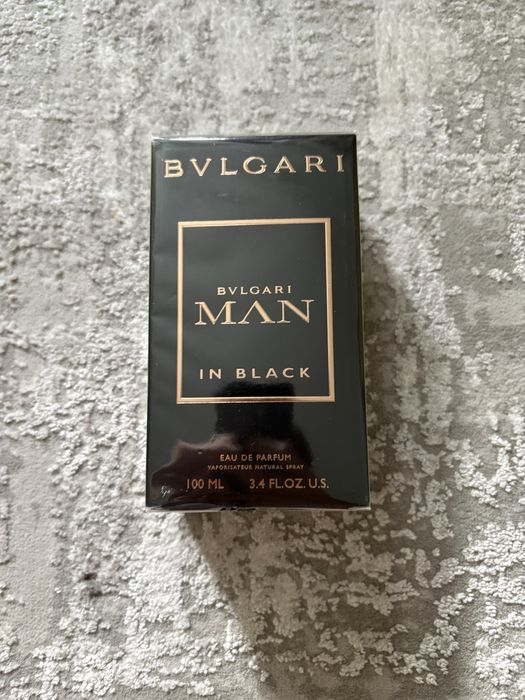 BVLGARI
BVLGARI
MAN
IN BLACK
EAU DE PARFUM
VAPORISATEUR NATURAL SPRAY
100 ML 3.4 FL.OZ. U.S.